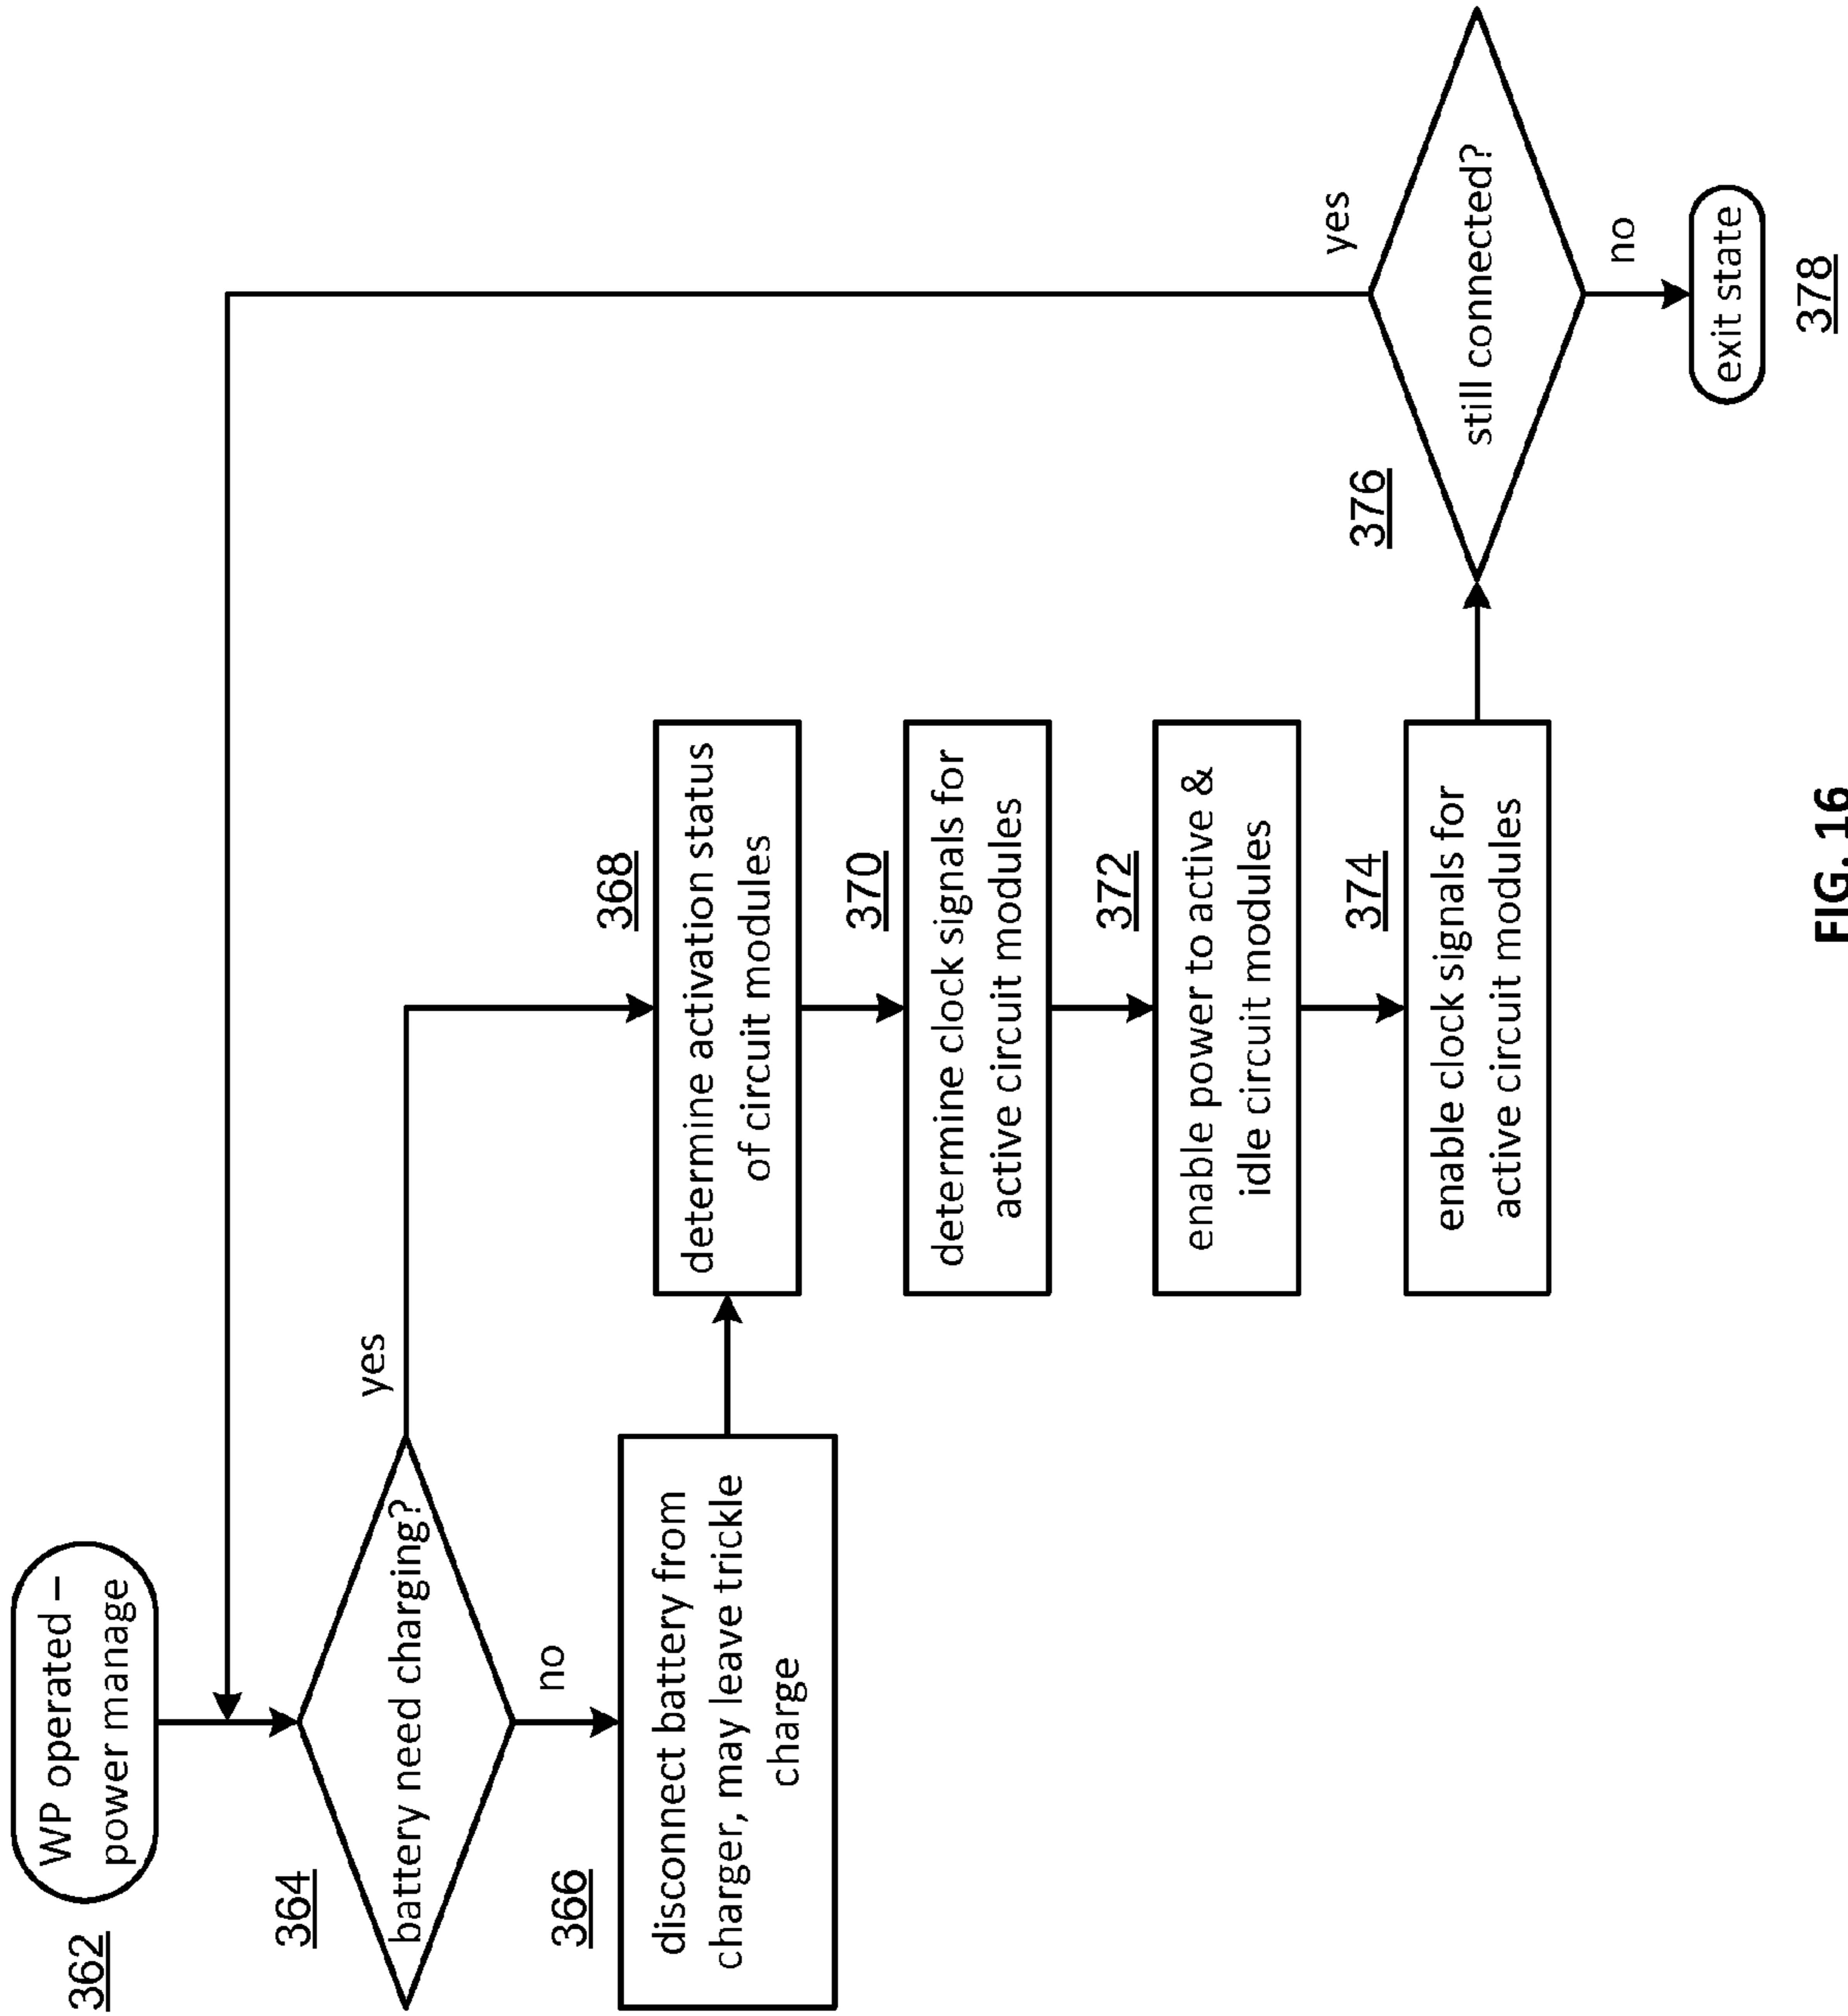 362
WP operated –
power manage
364
battery need charging?
yes
no
366
disconnect battery from
charger, may leave trickle
charge
368
determine activation status
of circuit modules
370
determine clock signals for
active circuit modules
372
enable power to active &
idle circuit modules
374
enable clock signals for
active circuit modules
376
still connected?
yes
no
exit state
378
FIG. 16